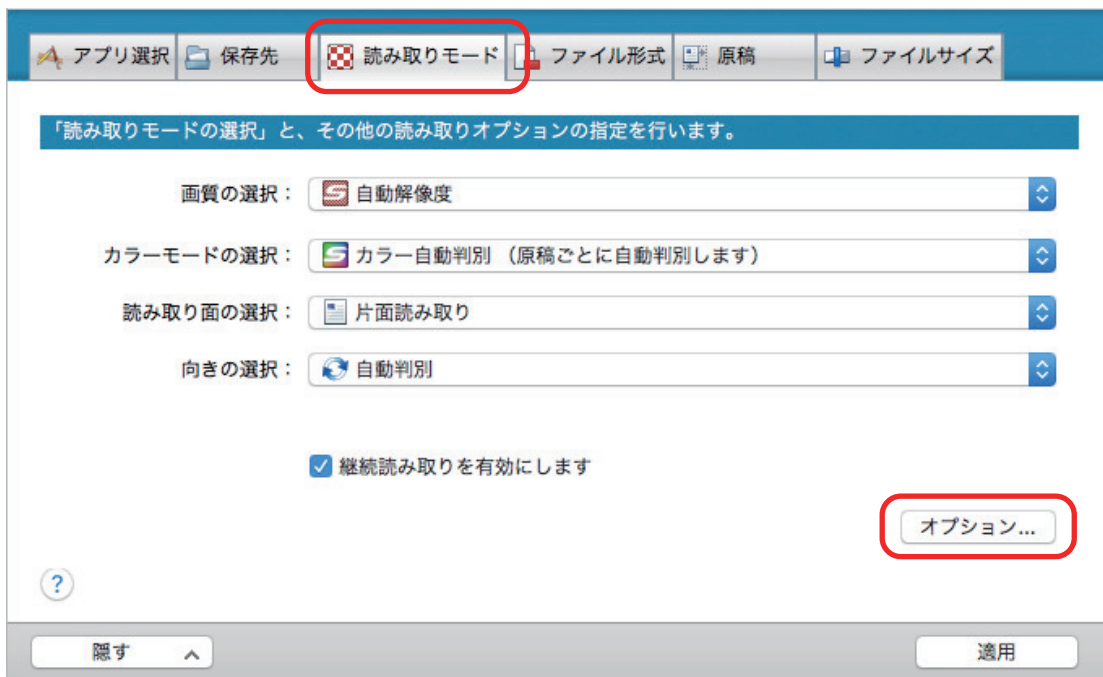 アプリ選択 保存先 読み取りモード ファイル形式 原稿 ファイルサイズ
「読み取りモードの選択」と、その他の読み取りオプションの指定を行います。
画質の選択： 自動解像度
カラーモードの選択： カラー自動判別 （原稿ごとに自動判別します）
読み取り面の選択： 片面読み取り
向きの選択： 自動判別
継続読み取りを有効にします
オプション...
?
隠す 適用